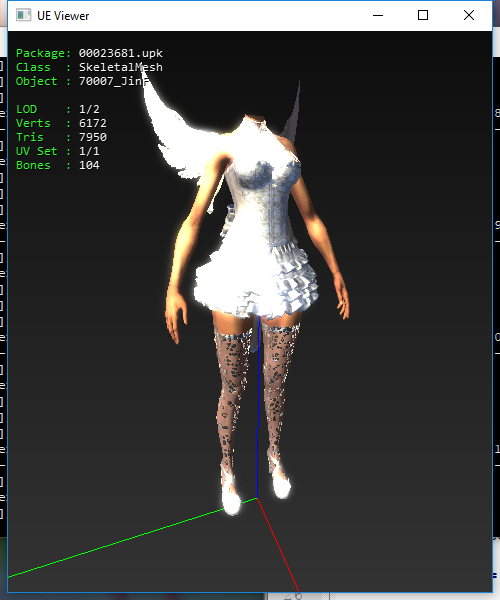 UE Viewer
Package: 00023681.upk
Class : SkeletalMesh
Object : 70007_Jin
LOD : 1/2
Verts : 6172
Tris : 7950
UV Set : 1/1
Bones : 104